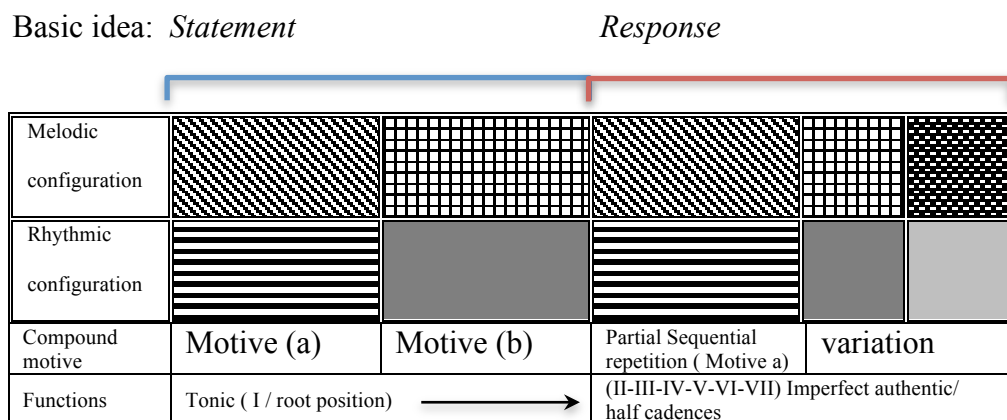 Basic idea: Statement Response
Melodic
configuration
Rhythmic
configuration
Compound
motive
Motive (a)
Motive (b)
Partial Sequential
repetition ( Motive a)
variation
Functions
Tonic ( I / root position)
(II-III-IV-V-VI-VII) Imperfect authentic/
half cadences